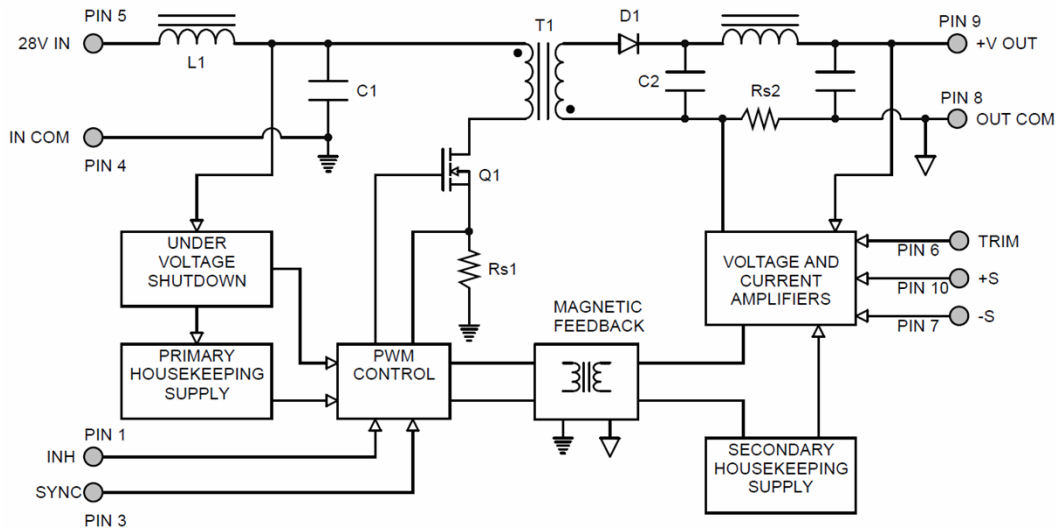 PIN 5
28V IN
L1
C1
IN COM
PIN 4
T1
D1
C2
Rs2
PIN 9
+V OUT
PIN 8
OUT COM
Q1
Rs1
UNDER
VOLTAGE
SHUTDOWN
PRIMARY
HOUSEKEEPING
SUPPLY
PWM
CONTROL
MAGNETIC
FEEDBACK
VOLTAGE AND
CURRENT
AMPLIFIERS
TRIM
PIN 6
+S
PIN 10
-S
PIN 7
SECONDARY
HOUSEKEEPING
SUPPLY
PIN 1
INH
SYNC
PIN 3